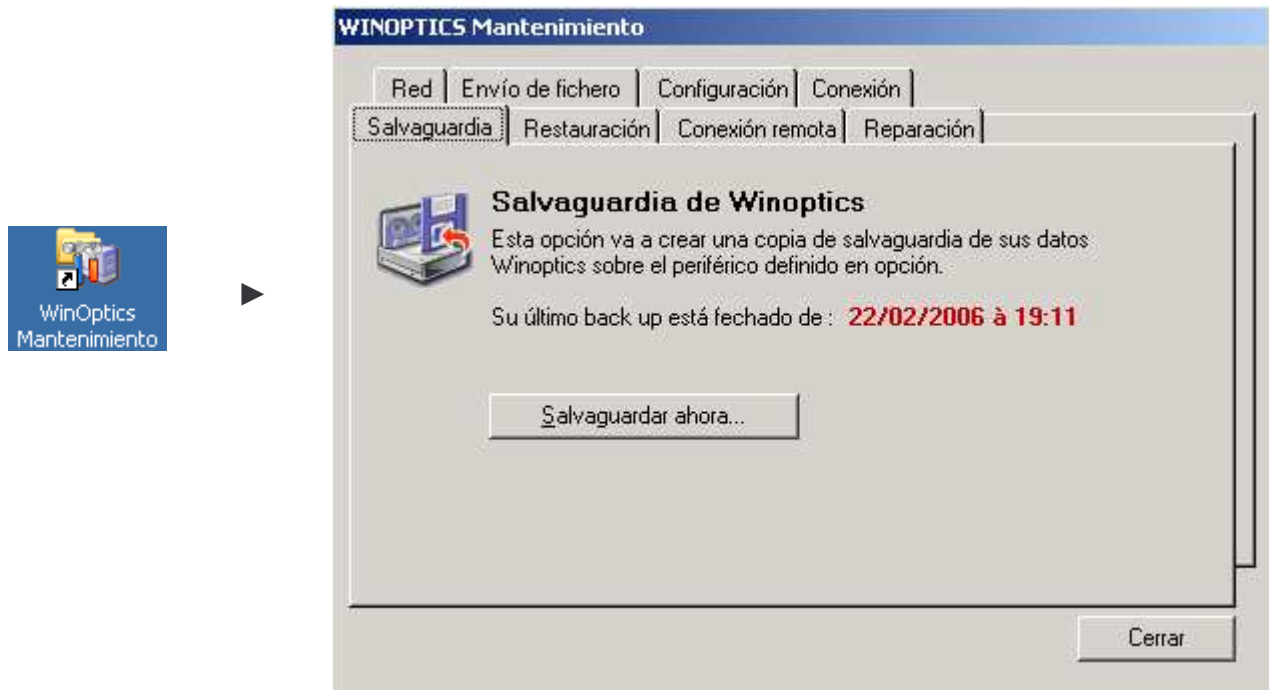 WINOPTICS Mantenimiento
Red Envío de fichero Configuración Conexión
Salvaguardia Restauración Conexión remota Reparación
Salvaguardia de Winoptics
Esta opción va a crear una copia de salvaguardia de sus datos
Winoptics sobre el periférico definido en opción.
Su último back up está fechado de : 22/02/2006 à 19:11
Salvaguardar ahora...
Cerrar
WinOptics
Mantenimiento